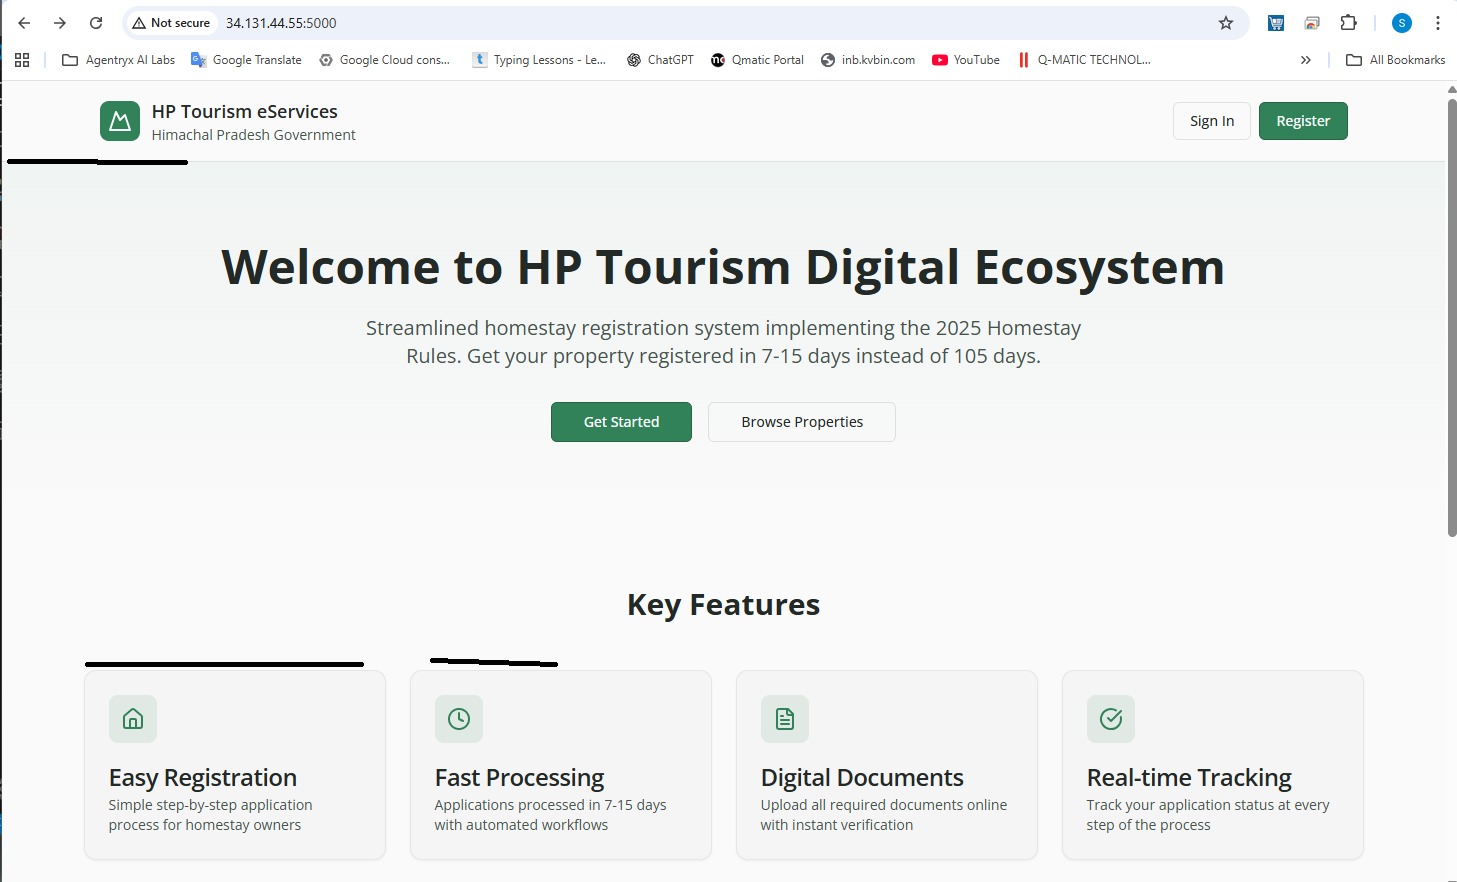 Not secure 34.131.44.55:5000 S
Agentryx AI Labs Google Translate Google Cloud cons... Typing Lessons - Le... ChatGPT Qmatic Portal inb.kvbin.com YouTube Q-MATIC TECHNOL... All Bookmarks
HP Tourism eServices
Himachal Pradesh Government
Sign In Register
Welcome to HP Tourism Digital Ecosystem
Streamlined homestay registration system implementing the 2025 Homestay
Rules. Get your property registered in 7-15 days instead of 105 days.
Get Started Browse Properties
Key Features
Easy Registration
Simple step-by-step application
process for homestay owners
Fast Processing
Applications processed in 7-15 days
with automated workflows
Digital Documents
Upload all required documents online
with instant verification
Real-time Tracking
Track your application status at every
step of the process